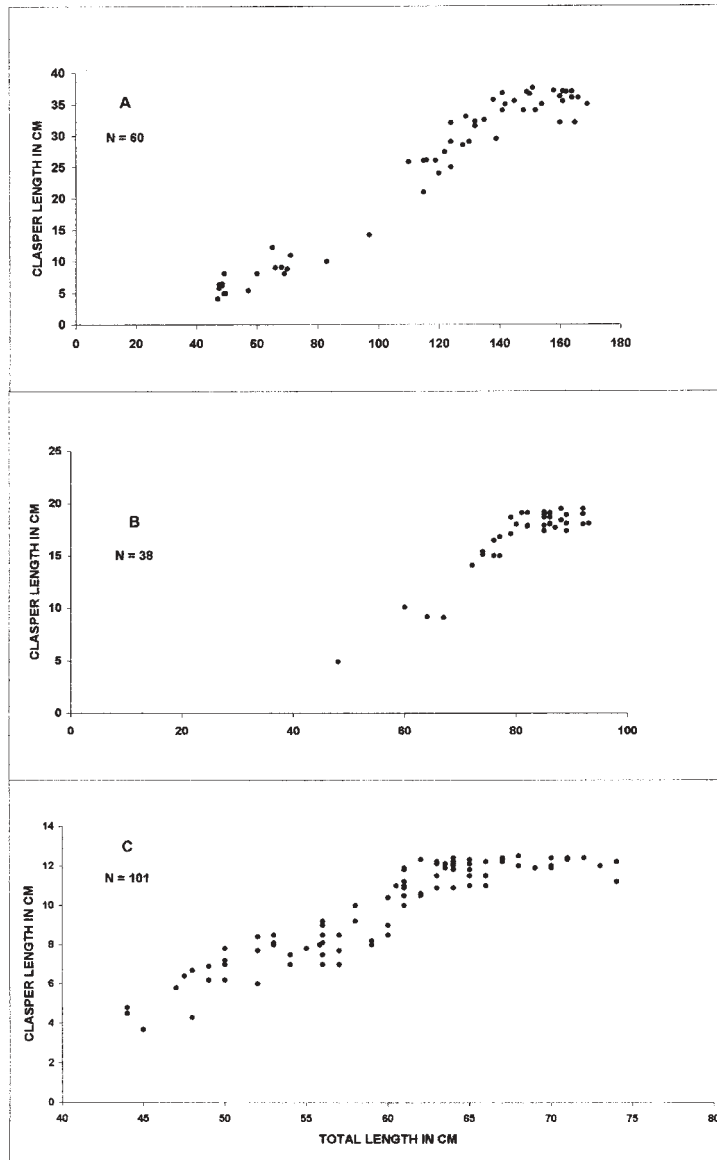 40
A
35
N = 60
30
25
20
15
10
5
0
CLASPER LENGTH IN CM
0 20 40 60 80 100 120 140 160 180
25
20
B
N = 38
15
10
5
0
CLASPER LENGTH IN CM
0 20 40 60 80 100
14
C
12
N = 101
10
8
6
4
2
0
CLASPER LENGTH IN CM
40 45 50 55 60 65 70 75 80
TOTAL LENGTH IN CM